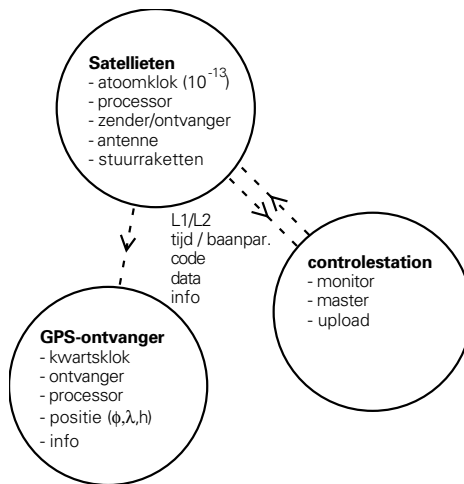 Satellieten
- atoomklok (10⁻¹³)
- processor
- zender/ontvanger
- antenne
- stuurraketten
L1/L2
tijd / baanpar.
code
data
info
controlestation
- monitor
- master
- upload
GPS-ontvanger
- kwartsklok
- ontvanger
- processor
- positie (ϕ,λ,h)
- info